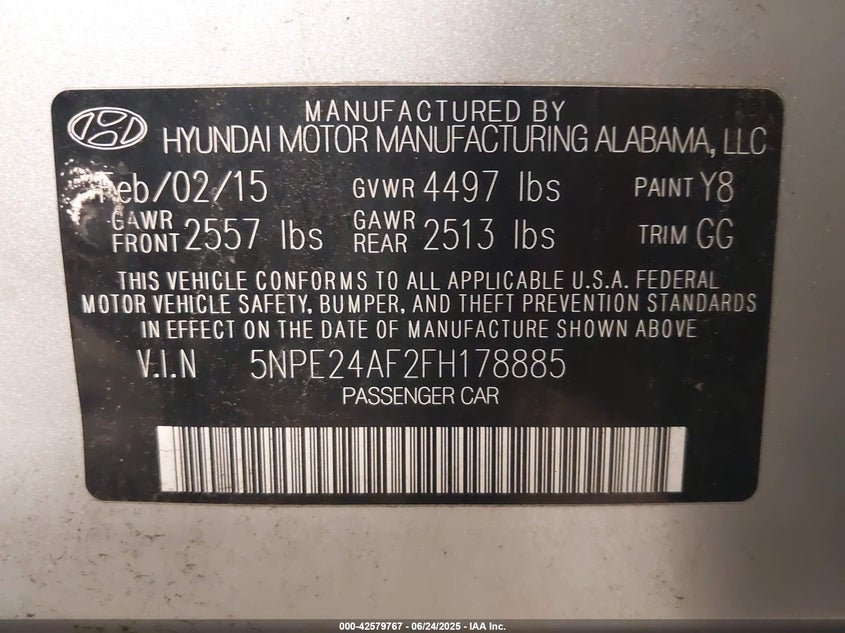 MANUFACTURED BY
HYUNDAI MOTOR MANUFACTURING ALABAMA, LLC
Feb/02/15 GVWR 4497 lbs PAINT Y8
GAWR FRONT 2557 lbs GAWR REAR 2513 lbs TRIM GG
THIS VEHICLE CONFORMS TO ALL APPLICABLE U.S.A. FEDERAL
MOTOR VEHICLE SAFETY, BUMPER, AND THEFT PREVENTION STANDARDS
IN EFFECT ON THE DATE OF MANUFACTURE SHOWN ABOVE
V.I.N 5NPE24AF2FH178885
PASSENGER CAR
000-42579767 - 06/24/2025 - IAA Inc.